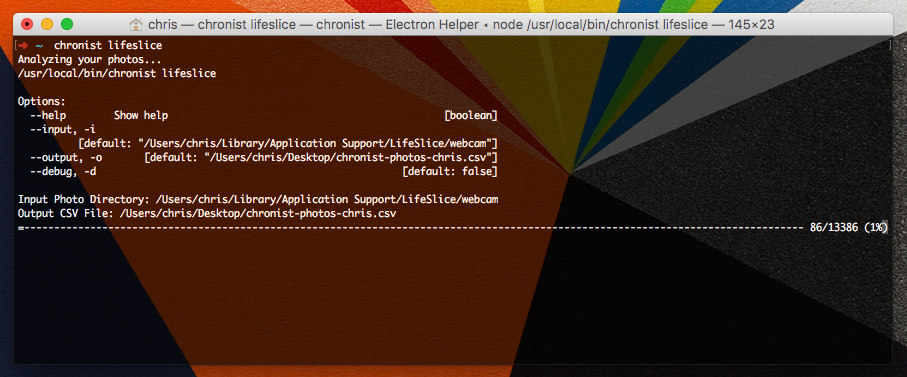 chris — chronist lifeslice — chronist — Electron Helper ◂ node /usr/local/bin/chronist lifeslice — 145×23
[➜ ~ chronist lifeslice ]
Analyzing your photos...
/usr/local/bin/chronist lifeslice
Options:
--help Show help [boolean]
--input, -i
[default: "/Users/chris/Library/Application Support/LifeSlice/webcam"]
--output, -o [default: "/Users/chris/Desktop/chronist-photos-chris.csv"]
--debug, -d [default: false]
Input Photo Directory: /Users/chris/Library/Application Support/LifeSlice/webcam
Output CSV File: /Users/chris/Desktop/chronist-photos-chris.csv
=---------------------------------------------------------------------------------------------------------------------------------- 86/13386 (1%)